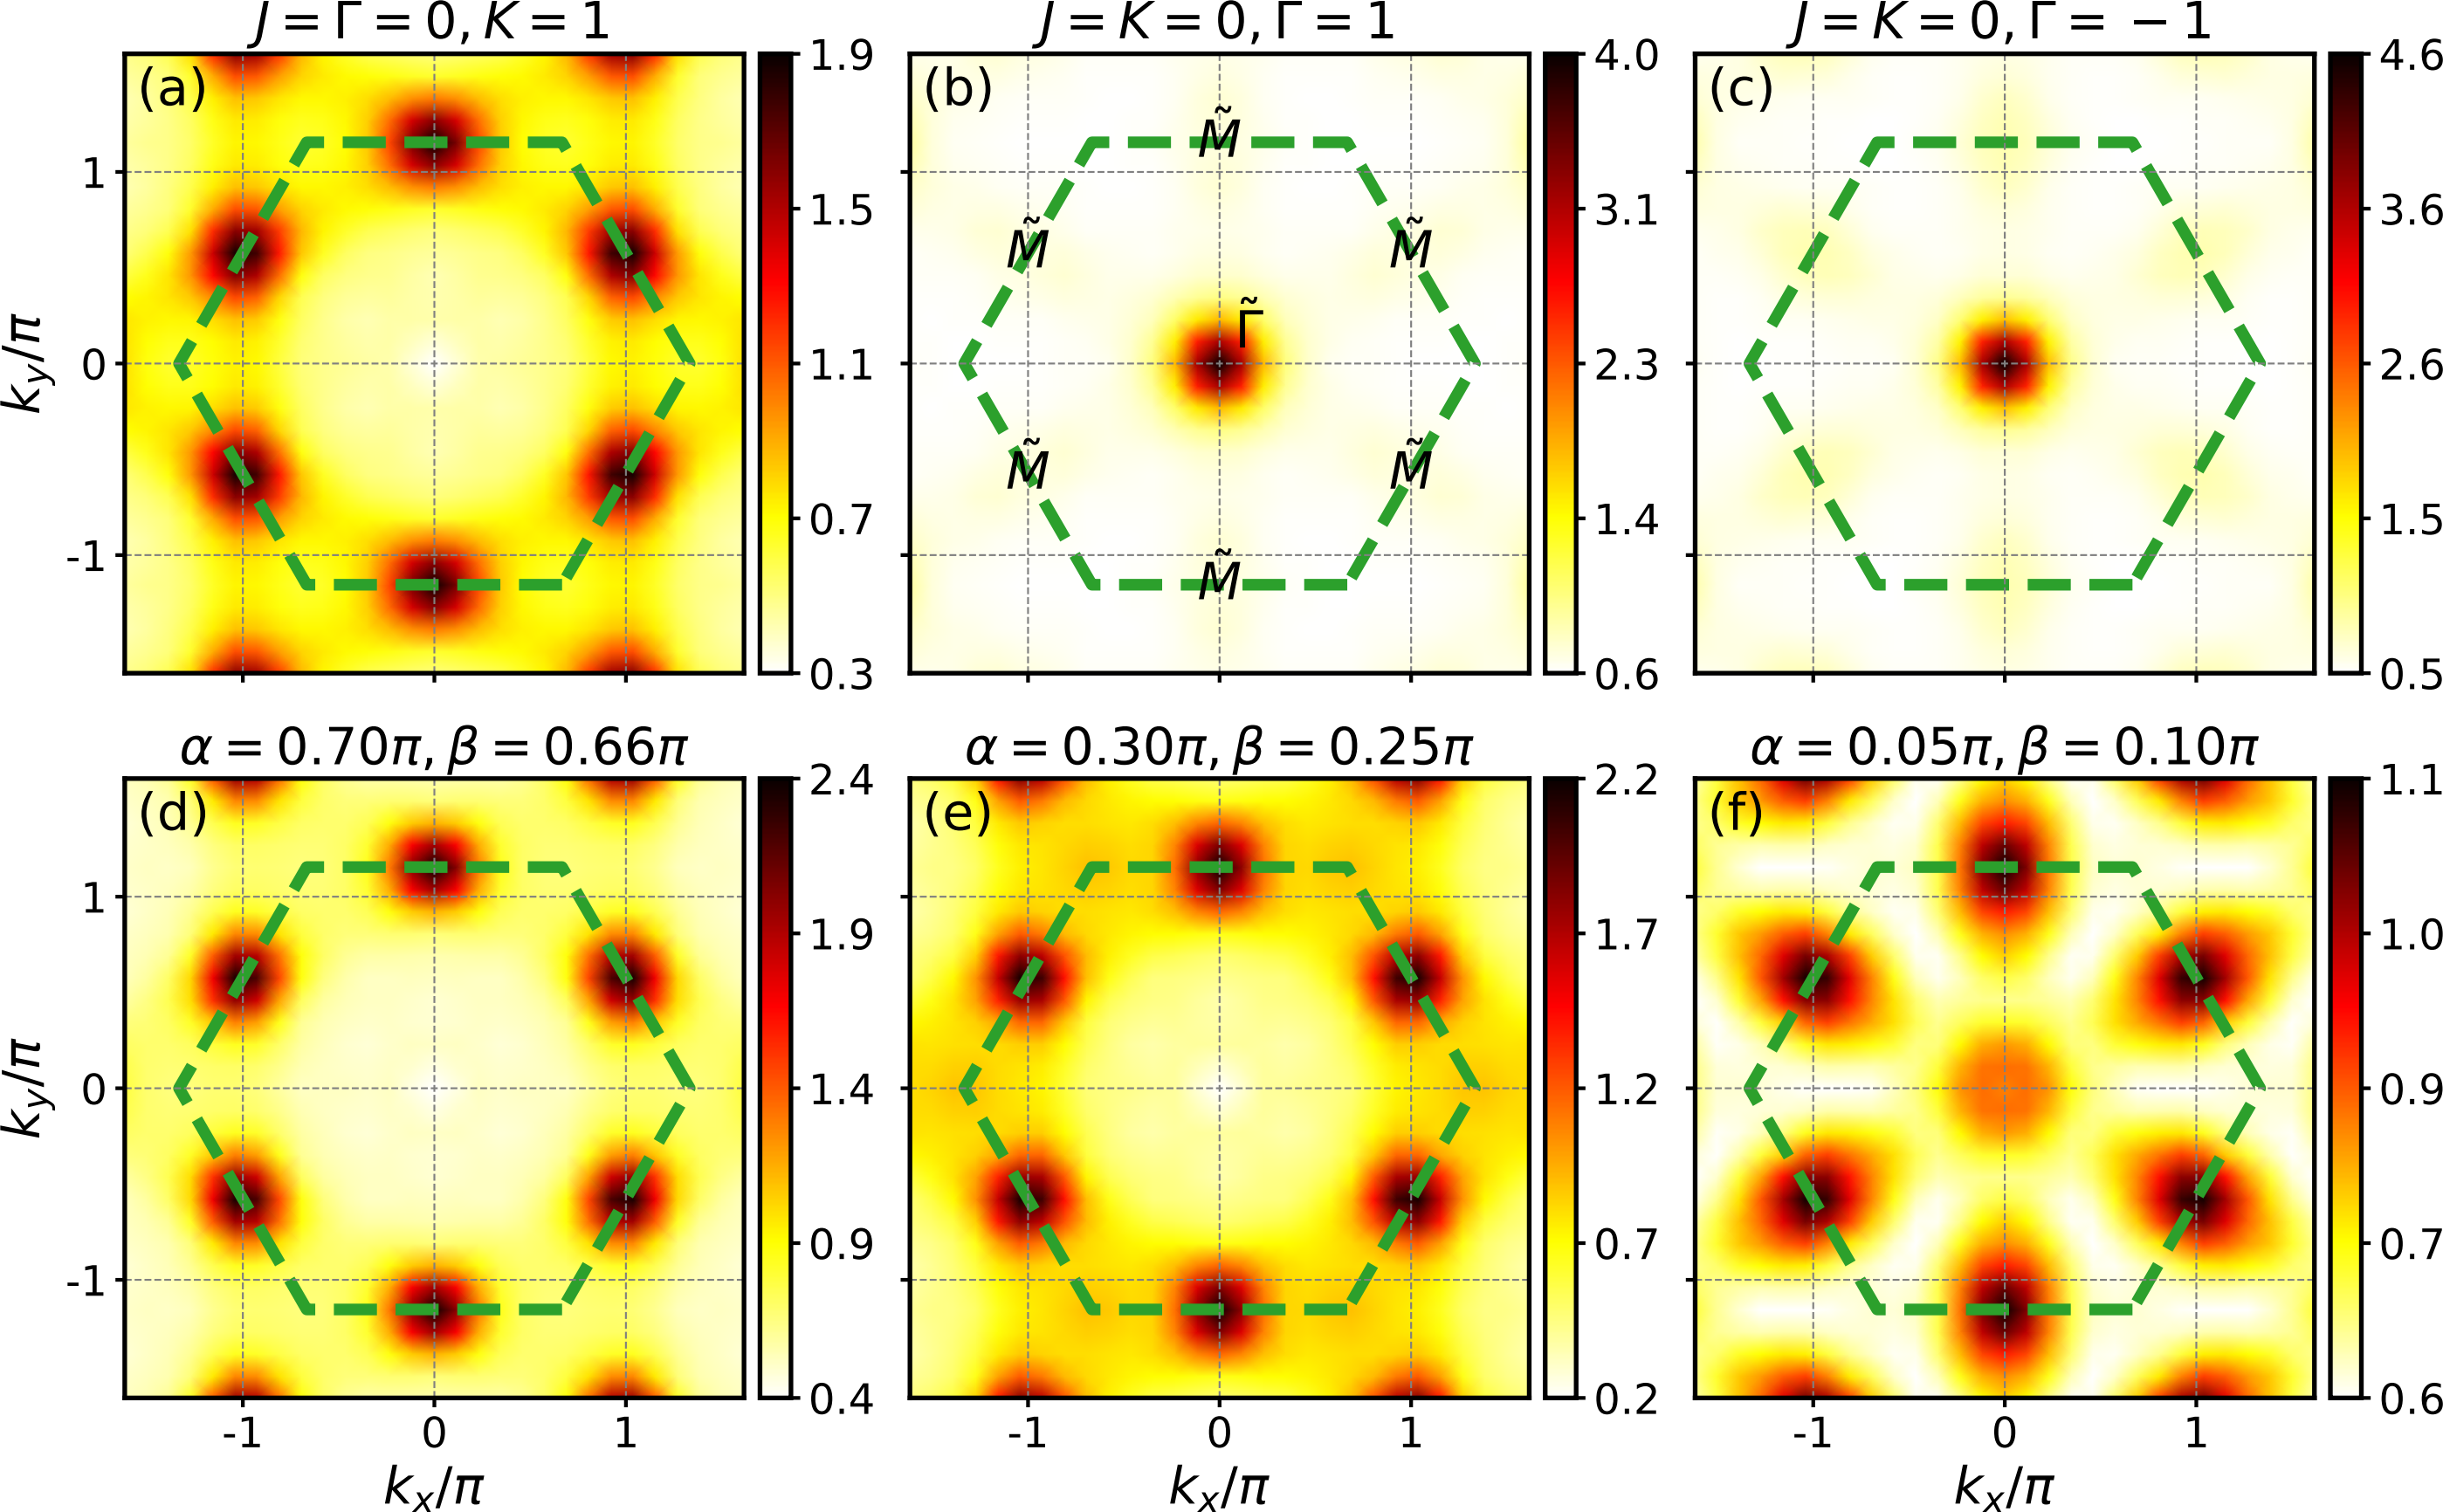 J = Γ = 0, K = 1
J = K = 0, Γ = 1
J = K = 0, Γ = − 1
(a)
1.9
1.5
1.1
0.7
0.3
(b)
M̃
M̃
M̃
Γ̃
M̃
M̃
M̃
4.0
3.1
2.3
1.4
0.6
(c)
4.6
3.6
2.6
1.5
0.5
1
0
-1
k_y/π
α = 0.70π, β = 0.66π
α = 0.30π, β = 0.25π
α = 0.05π, β = 0.10π
(d)
2.4
1.9
1.4
0.9
0.4
(e)
2.2
1.7
1.2
0.7
0.2
(f)
1.1
1.0
0.9
0.7
0.6
1
0
-1
k_y/π
-1 0 1
-1 0 1
-1 0 1
k_x/π
k_x/π
k_x/π